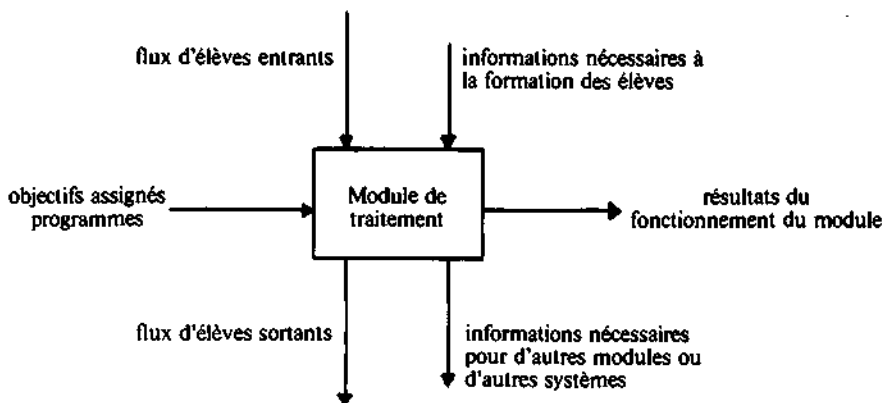 flux d'élèves entrants
informations nécessaires à
la formation des élèves
objectifs assignés
programmes
Module de
traitement
résultats du
fonctionnement du module
flux d'élèves sortants
informations nécessaires
pour d'autres modules ou
d'autres systèmes